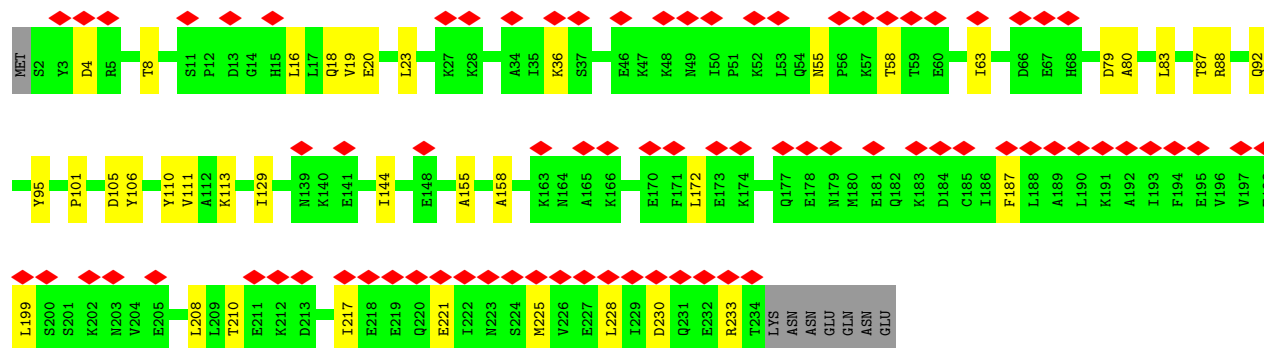 MET S2 Y3 D4 R5 T8 S11 P12 D13 G14 H15 L16 L17 Q18 V19 E20 L23 K27 K28 A34 I35 K36 S37 E46 K47 K48 N49 I50 P51 K52 L53 Q54 N55 P56 K57 T58 T59 E60 I63 D66 E67 H68 D79 A80 L83 T87 R88 Q92
Y95 P101 D105 Y106 Y110 V111 A112 K113 I129 N139 K140 E141 I144 E148 A155 A158 K163 N164 A165 K166 E170 F171 L172 E173 K174 Q177 E178 N179 M180 E181 Q182 K183 D184 C185 I186 F187 L188 A189 L190 K191 A192 I193 F194 E195 V196 V197
L199 S200 S201 K202 N203 V204 E205 L208 L209 T210 E211 K212 D213 I217 E218 E219 Q220 E221 I222 N223 S224 M225 V226 E227 L228 I229 D230 Q231 E232 R233 T234 LYS ASN ASN GLU GLN ASN GLU